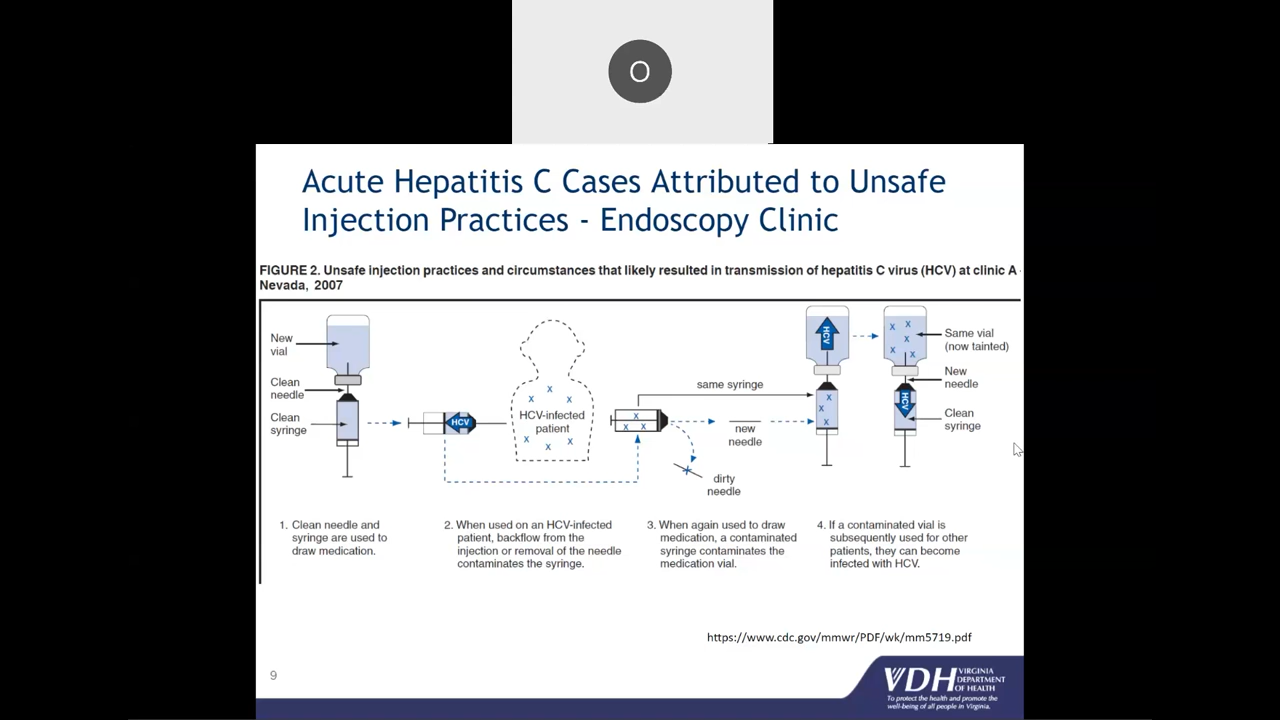 O
Acute Hepatitis C Cases Attributed to Unsafe
Injection Practices - Endoscopy Clinic
FIGURE 2. Unsafe injection practices and circumstances that likely resulted in transmission of hepatitis C virus (HCV) at clinic A
Nevada, 2007
New
vial
Clean
needle
Clean
syringe
HCV
HCV-infected
patient
same syringe
new
needle
dirty
needle
HCV
HCV
Same vial
(now tainted)
New
needle
Clean
syringe
1. Clean needle and
syringe are used to
draw medication.
2. When used on an HCV-infected
patient, backflow from the
injection or removal of the needle
contaminates the syringe.
3. When again used to draw
medication, a contaminated
syringe contaminates the
medication vial.
4. If a contaminated vial is
subsequently used for other
patients, they can become
infected with HCV.
https://www.cdc.gov/mmwr/PDF/wk/mm5719.pdf
9
VDH VIRGINIA
DEPARTMENT
OF HEALTH
To protect the health and promote the
well-being of all people in Virginia.